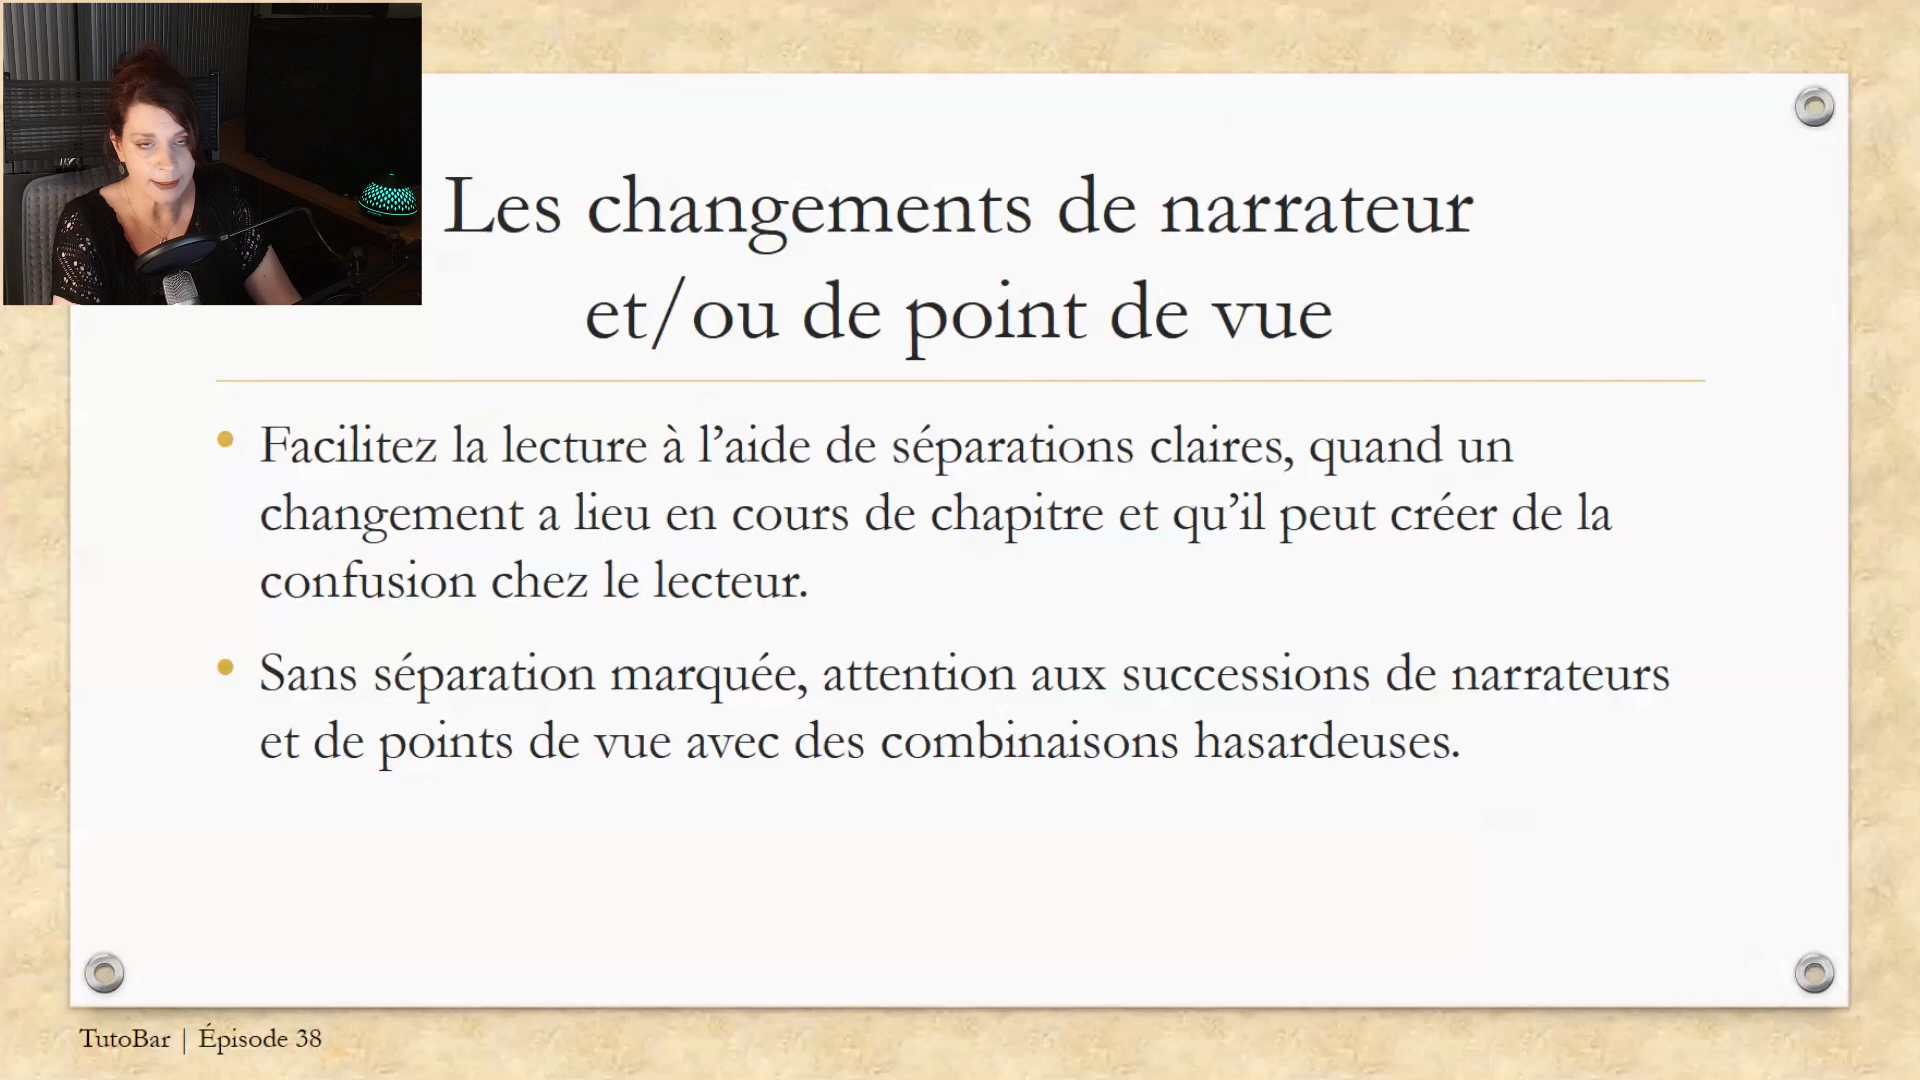 Les changements de narrateur
et/ou de point de vue
• Facilitez la lecture à l’aide de séparations claires, quand un
changement a lieu en cours de chapitre et qu’il peut créer de la
confusion chez le lecteur.
• Sans séparation marquée, attention aux successions de narrateurs
et de points de vue avec des combinaisons hasardeuses.
TutoBar | Épisode 38